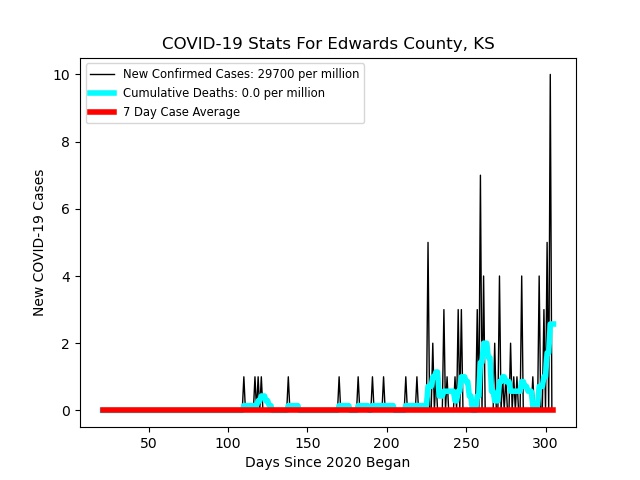 COVID-19 Stats For Edwards County, KS
New Confirmed Cases: 29700 per million
Cumulative Deaths: 0.0 per million
7 Day Case Average
10
8
6
4
2
0
New COVID-19 Cases
50 100 150 200 250 300
Days Since 2020 Began